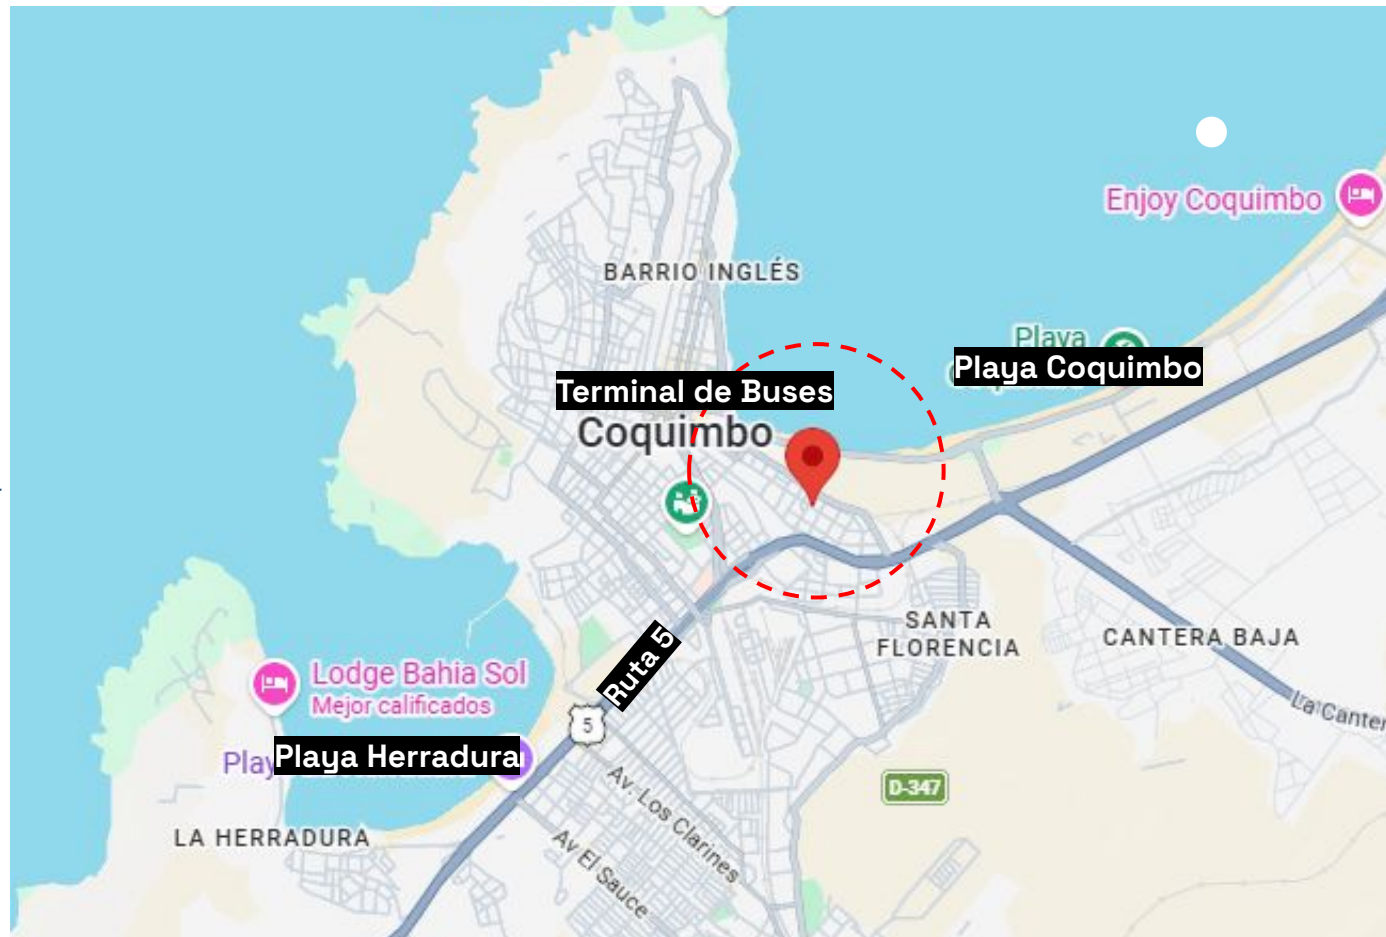 Enjoy Coquimbo
BARRIO INGLÉS
Playa
Playa Coquimbo
Terminal de Buses
Coquimbo
SANTA
FLORENCIA
CANTERA BAJA
Ruta 5
Lodge Bahia Sol
Mejor calificados
5
Playa Herradura
D-347
Av. Los Clarines
LA HERRADURA
Av El Sauce